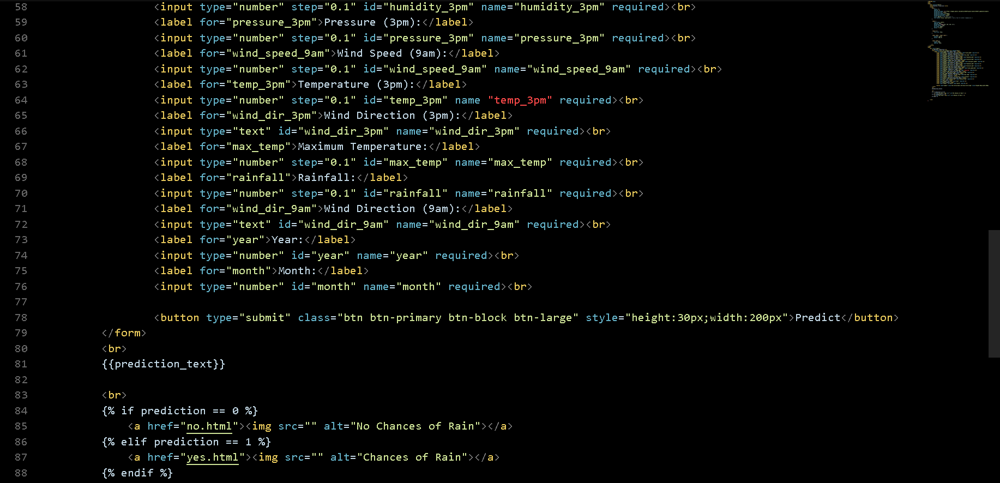 58 <input type="number" step="0.1" id="humidity_3pm" name="humidity_3pm" required><br>
59 <label for="pressure_3pm">Pressure (3pm):</label>
60 <input type="number" step="0.1" id="pressure_3pm" name="pressure_3pm" required><br>
61 <label for="wind_speed_9am">Wind Speed (9am):</label>
62 <input type="number" step="0.1" id="wind_speed_9am" name="wind_speed_9am" required><br>
63 <label for="temp_3pm">Temperature (3pm):</label>
64 <input type="number" step="0.1" id="temp_3pm" name "temp_3pm" required><br>
65 <label for="wind_dir_3pm">Wind Direction (3pm):</label>
66 <input type="text" id="wind_dir_3pm" name="wind_dir_3pm" required><br>
67 <label for="max_temp">Maximum Temperature:</label>
68 <input type="number" step="0.1" id="max_temp" name="max_temp" required><br>
69 <label for="rainfall">Rainfall:</label>
70 <input type="number" step="0.1" id="rainfall" name="rainfall" required><br>
71 <label for="wind_dir_9am">Wind Direction (9am):</label>
72 <input type="text" id="wind_dir_9am" name="wind_dir_9am" required><br>
73 <label for="year">Year:</label>
74 <input type="number" id="year" name="year" required><br>
75 <label for="month">Month:</label>
76 <input type="number" id="month" name="month" required><br>
77
78 <button type="submit" class="btn btn-primary btn-block btn-large" style="height:30px;width:200px">Predict</button>
79 </form>
80 <br>
81 {{prediction_text}}
82
83 <br>
84 {% if prediction == 0 %}
85 <a href="no.html"><img src="" alt="No Chances of Rain"></a>
86 {% elif prediction == 1 %}
87 <a href="yes.html"><img src="" alt="Chances of Rain"></a>
88 {% endif %}